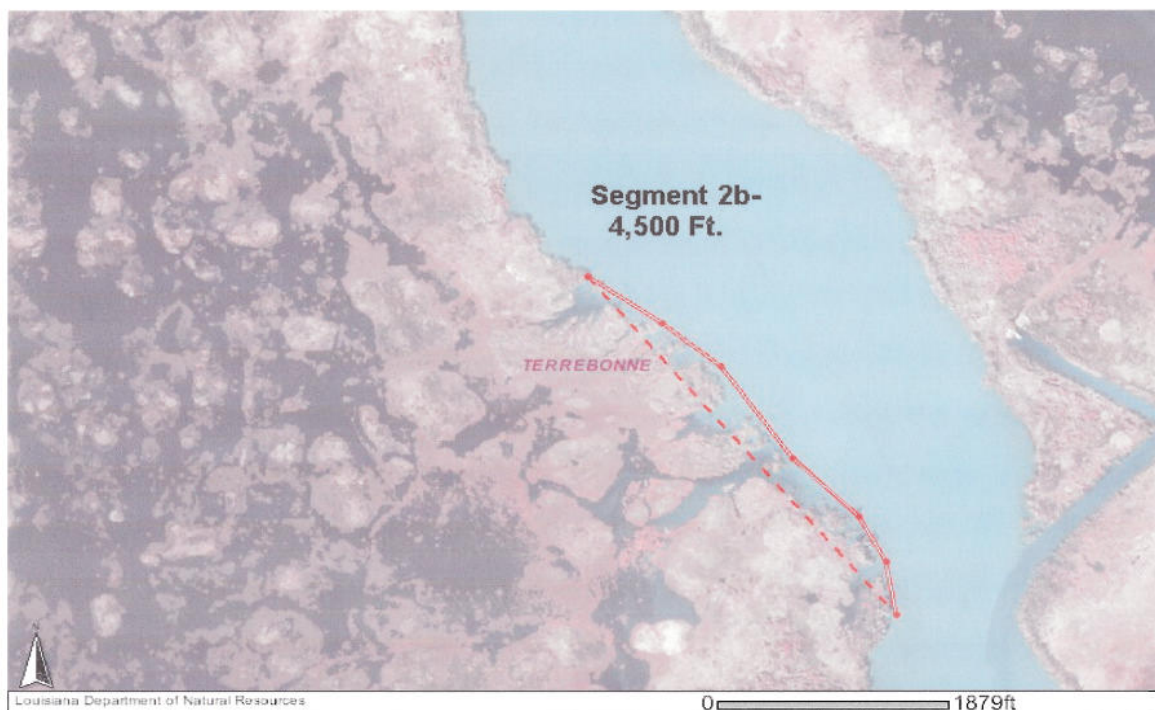 Segment 2b-
4,500 Ft.
TERREBONNE
N
Louisiana Department of Natural Resources
0 1879ft